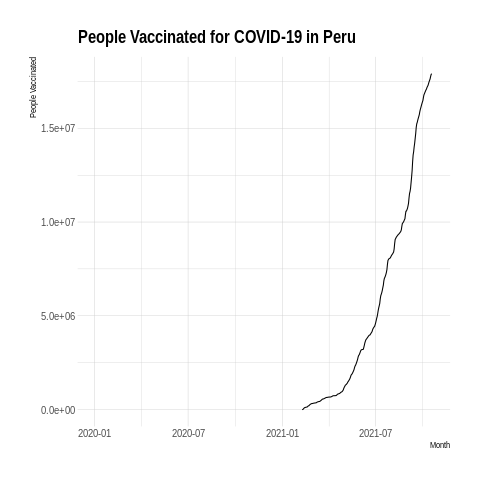 People Vaccinated for COVID-19 in Peru
People Vaccinated
1.5e+07
1.0e+07
5.0e+06
0.0e+00
2020-01 2020-07 2021-01 2021-07
Month